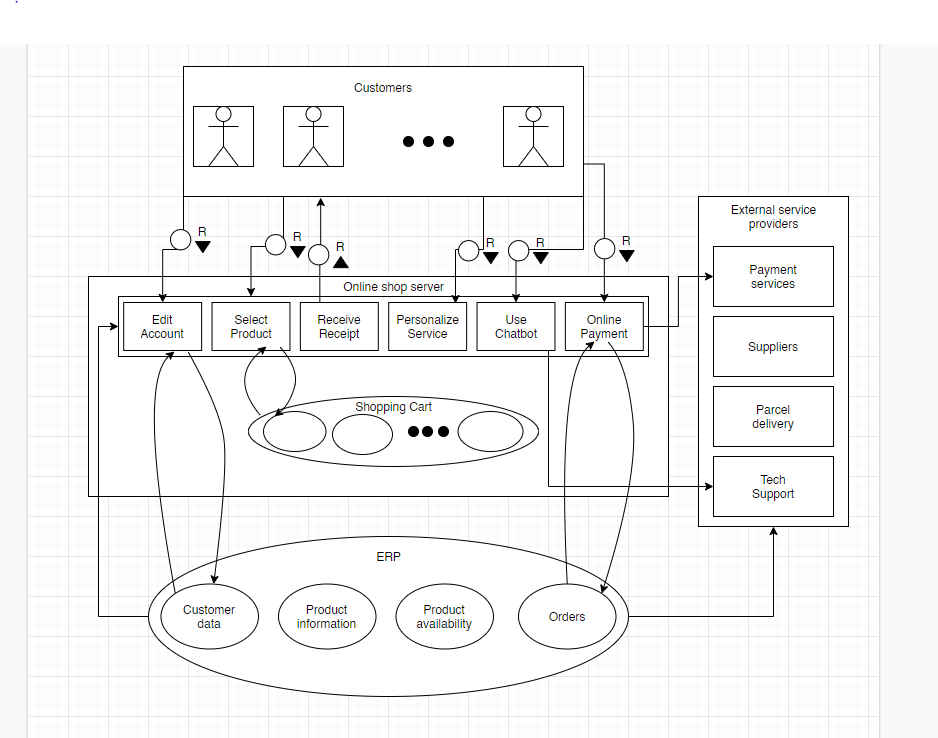 Customers
R
R
R
R
R
R
External service
providers
Online shop server
Edit
Account
Select
Product
Receive
Receipt
Personalize
Service
Use
Chatbot
Online
Payment
Payment
services
Suppliers
Parcel
delivery
Tech
Support
Shopping Cart
ERP
Customer
data
Product
information
Product
availability
Orders